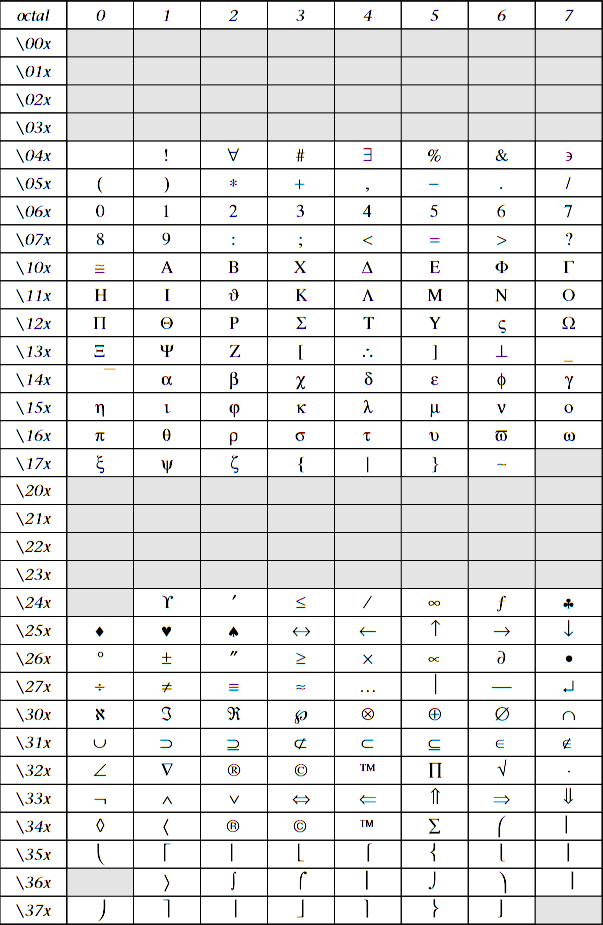 octal 0 1 2 3 4 5 6 7
\00x
\01x
\02x
\03x
\04x ! ∀ # ∃ % & ∍
\05x ( ) ∗ + , − . /
\06x 0 1 2 3 4 5 6 7
\07x 8 9 : ; < = > ?
\10x ≅ Α Β Χ Δ Ε Φ Γ
\11x Η Ι ϑ Κ Λ Μ Ν Ο
\12x Π Θ Ρ Σ Τ Υ ς Ω
\13x Ξ Ψ Ζ [ ∴ ] ⊥ _
\14x ‾ α β χ δ ε φ γ
\15x η ι ϕ κ λ μ ν ο
\16x π θ ρ σ τ υ ϖ ω
\17x ξ ψ ζ { | } ~
\20x
\21x
\22x
\23x
\24x ϒ ′ ≤ ⁄ ∞ ƒ ♣
\25x ♦ ♥ ♠ ↔ ← ↑ → ↓
\26x ° ± ″ ≥ × ∝ ∂ •
\27x ÷ ≠ ≡ ≈ … ⏐ ⎯ ↵
\30x ℵ ℑ ℜ ℘ ⊗ ⊕ ∅ ∩
\31x ∪ ⊃ ⊇ ⊄ ⊂ ⊆ ∈ ∉
\32x ∠ ∇ ® © ™ ∏ √ ⋅
\33x ¬ ∧ ∨ ⇔ ⇐ ⇑ ⇒ ⇓
\34x ◊ 〈 ® © ™ ∑ ⎛ ⎜
\35x ⎝ ⎡ ⎢ ⎣ ⎧ ⎨ ⎩ ⎪
\36x 〉 ∫ ⌠ ⎮ ⌡ ⎞ ⎟
\37x ⎠ ⎤ ⎥ ⎦ ⎫ ⎬ ⎭